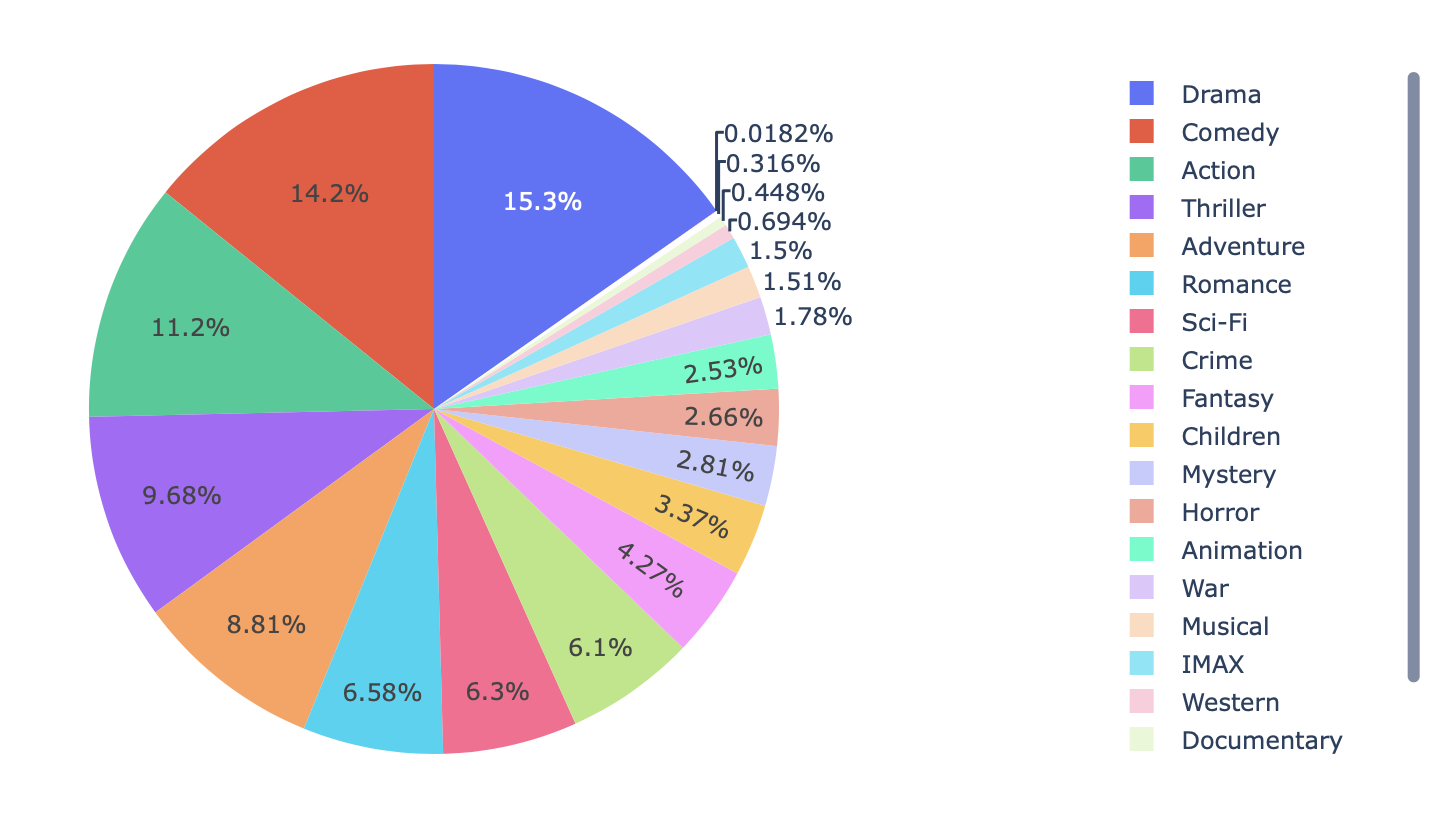 0.0182%
0.316%
0.448%
0.694%
1.5%
1.51%
1.78%
2.53%
2.66%
2.81%
3.37%
4.27%
6.1%
6.3%
6.58%
8.81%
9.68%
11.2%
14.2%
15.3%
Drama
Comedy
Action
Thriller
Adventure
Romance
Sci-Fi
Crime
Fantasy
Children
Mystery
Horror
Animation
War
Musical
IMAX
Western
Documentary